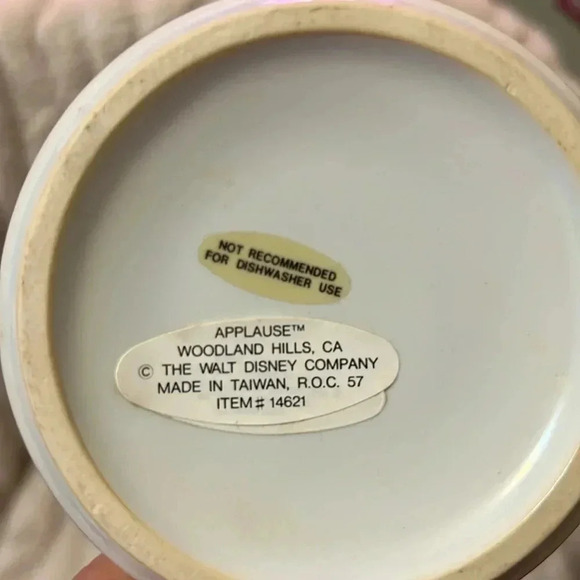 NOT RECOMMENDED
FOR DISHWASHER USE
APPLAUSE™
WOODLAND HILLS, CA
© THE WALT DISNEY COMPANY
MADE IN TAIWAN, R.O.C. 57
ITEM# 14621